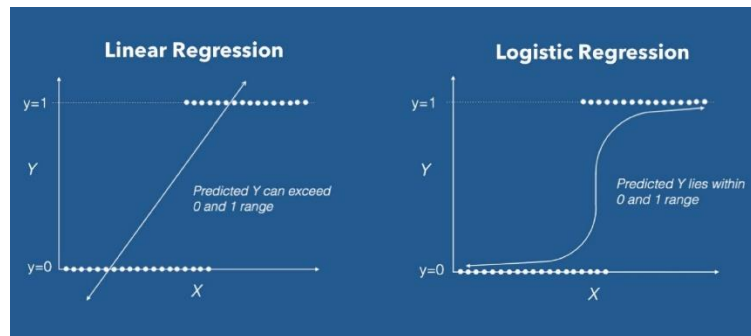 Linear Regression
y=1
Y
Predicted Y can exceed
0 and 1 range
y=0
X
Logistic Regression
y=1
Y
Predicted Y lies within
0 and 1 range
y=0
X